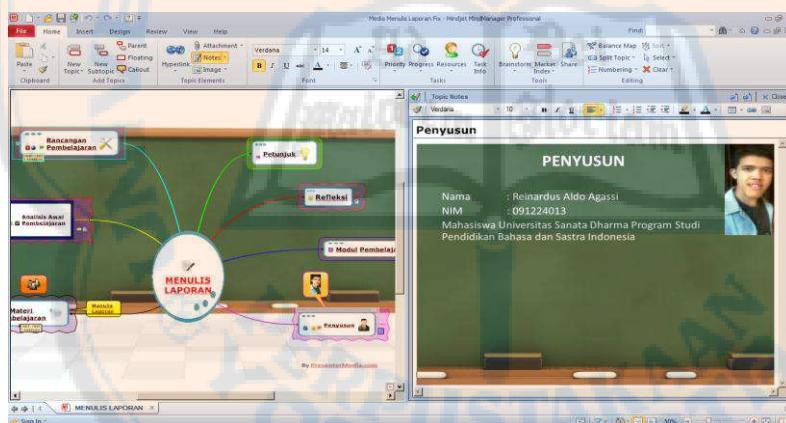 Media Menulis Laporan Fix - Mindjet MindManager Professional
File Home Insert Design Review View Help
Find:
Paste
New Topic
New Subtopic
Parent
Floating
Callout
Hyperlink
Attachment
Notes
Image
Verdana 14
B I U
Priority Progress Resources Task Info
Brainstorm Marker Index Share
Balance Map Sort
Split Topic Select
Numbering Clear
Clipboard Add Topics Topic Elements Font Tasks Tools Editing
Topic Notes
Verdana 10 B I U
Rancangan
Pembelajaran
Petunjuk
Refleksi
Analisis Awal
Pembelajaran
Modul Pembelaja
MENULIS
LAPORAN
Materi
belajaran
Menulis
Laporan
Penyusun
By PresenterMedia.com
Penyusun
PENYUSUN
Nama : Reinardus Aldo Agassi
NIM : 091224013
Mahasiswa Universitas Sanata Dharma Program Studi
Pendidikan Bahasa dan Sastra Indonesia
MENULIS LAPORAN
Sign In
50%